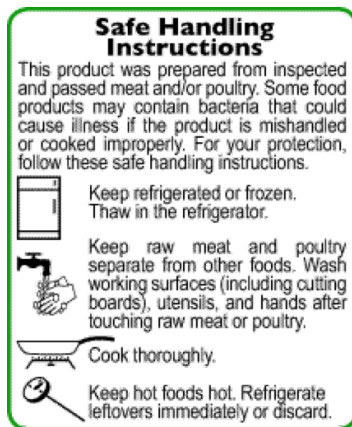 Safe Handling
Instructions
This product was prepared from inspected
and passed meat and/or poultry. Some food
products may contain bacteria that could
cause illness if the product is mishandled
or cooked improperly. For your protection,
follow these safe handling instructions.
Keep refrigerated or frozen.
Thaw in the refrigerator.
Keep raw meat and poultry
separate from other foods. Wash
working surfaces (including cutting
boards), utensils, and hands after
touching raw meat or poultry.
Cook thoroughly.
Keep hot foods hot. Refrigerate
leftovers immediately or discard.